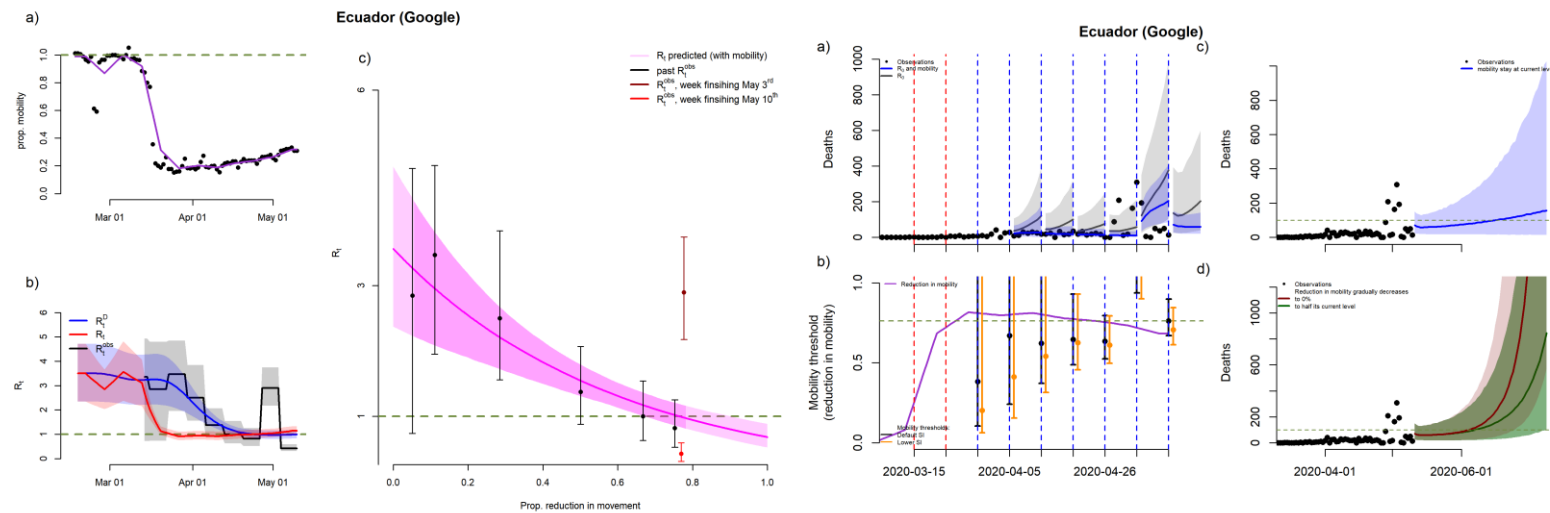 Ecuador (Google)
a)
prop. mobility
0.0 0.2 0.4 0.6 0.8 1.0
Mar 01 Apr 01 May 01
b)
R_t^D
R_t
R_t^obs
R_t
0 1 2 3 4 5 6
Mar 01 Apr 01 May 01
c)
R_t predicted (with mobility)
past R_t^obs
R_t^obs, week finsihing May 3rd
R_t^obs, week finsihing May 10th
R_t
1 3 6
0.0 0.2 0.4 0.6 0.8 1.0
Prop. reduction in movement
Ecuador (Google)
a)
Observations
R_0 and mobility
R_0
Deaths
0 200 400 600 800 1000
b)
Reduction in mobility
Mobility threshold
(reduction in mobility)
0.0 0.5 1.0
Mobility thresholds
Default SI
Lower SI
2020-03-15 2020-04-05 2020-04-26
c)
Observations
mobility stay at current leve
Deaths
0 200 400 600 800
d)
Observations
Reduction in mobility gradually decreases
to 0%
to half its current level
Deaths
0 200 400 600 800 1000
2020-04-01 2020-06-01